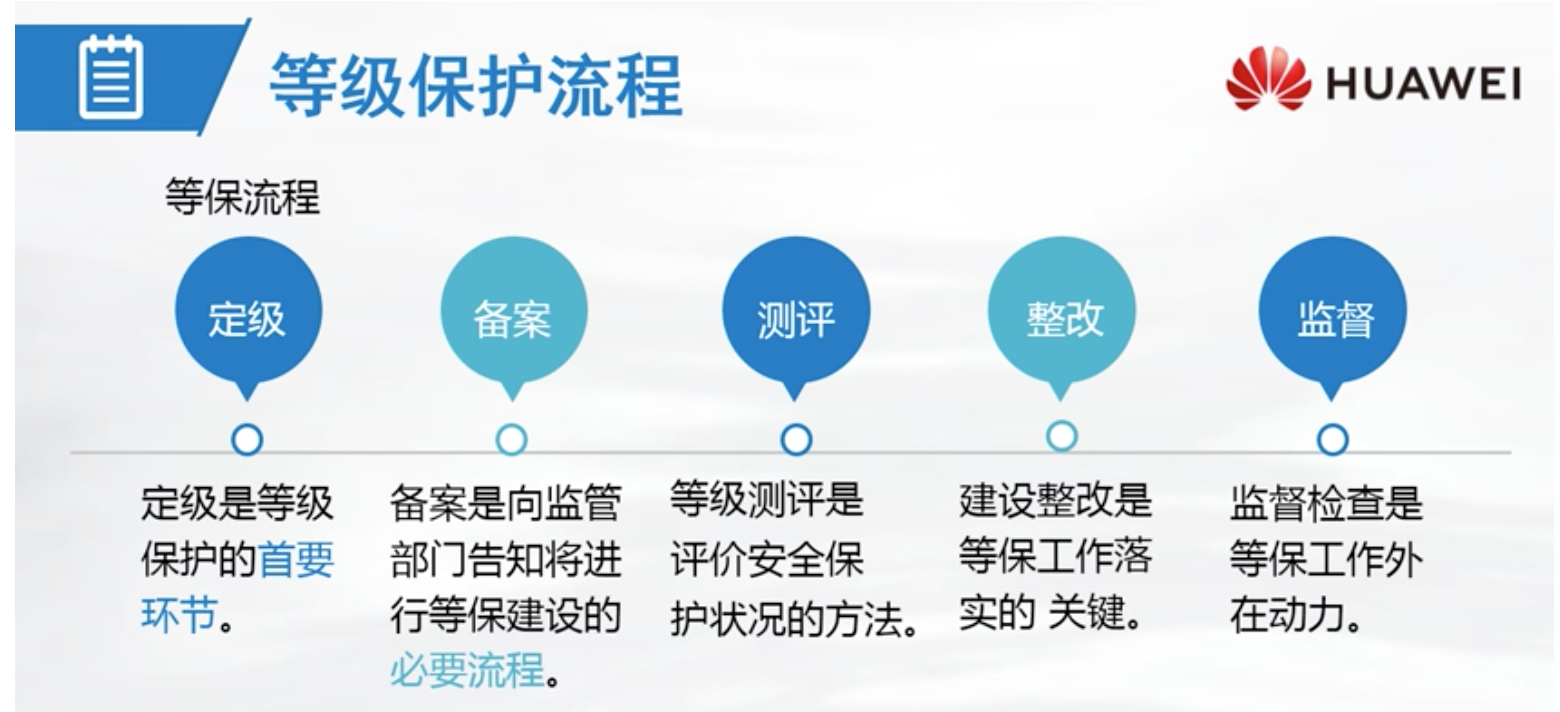 等级保护流程
HUAWEI
等保流程
定级
备案
测评
整改
监督
定级是等级
保护的首要
环节。
备案是向监管
部门告知将进
行等保建设的
必要流程。
等级测评是
评价安全保
护状况的方法。
建设整改是
等保工作落
实的 关键。
监督检查是
等保工作外
在动力。